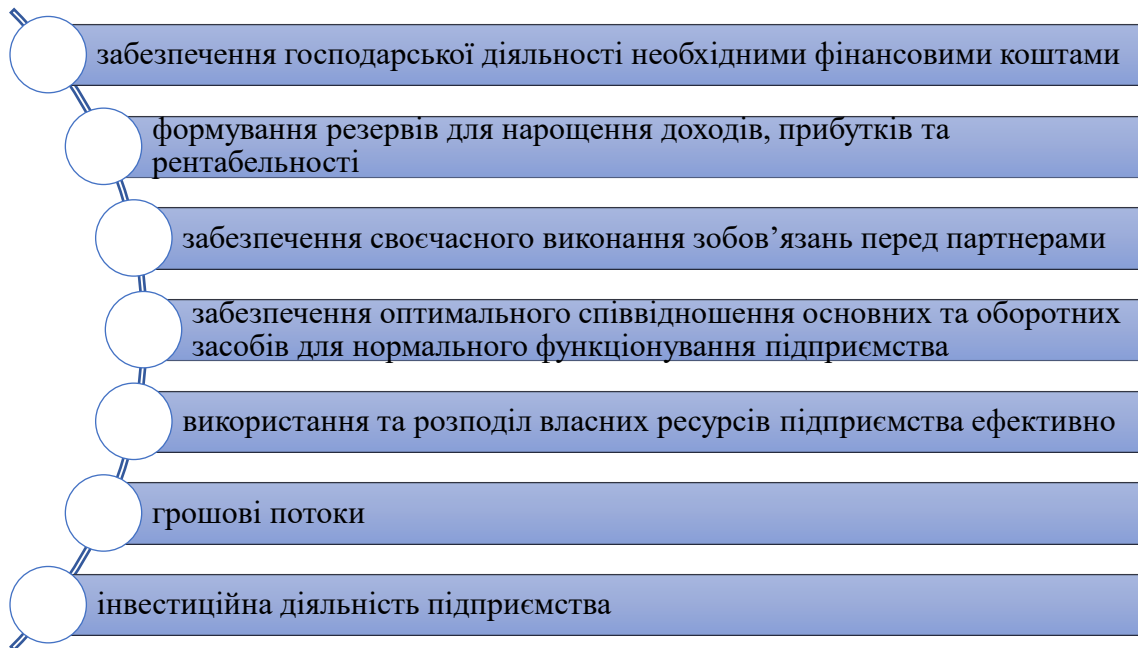 забезпечення господарської діяльності необхідними фінансовими коштами
формування резервів для нарощення доходів, прибутків та
рентабельності
забезпечення своєчасного виконання зобов’язань перед партнерами
забезпечення оптимального співвідношення основних та оборотних
засобів для нормального функціонування підприємства
використання та розподіл власних ресурсів підприємства ефективно
грошові потоки
інвестиційна діяльність підприємства